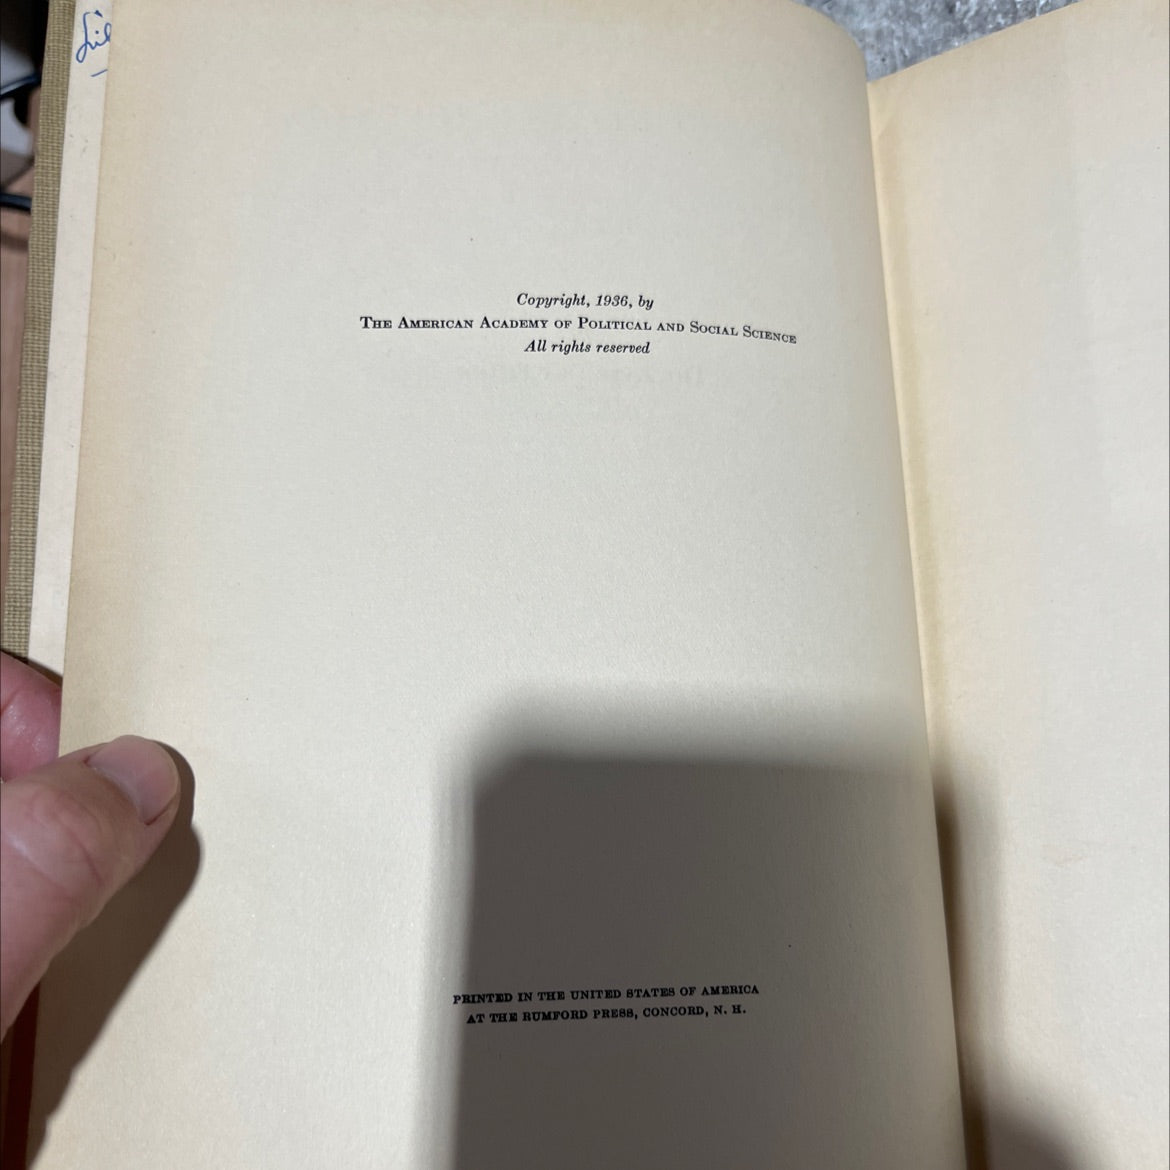 Copyright, 1936, by
THE AMERICAN ACADEMY OF POLITICAL AND SOCIAL SCIENCE
All rights reserved
PRINTED IN THE UNITED STATES OF AMERICA
AT THE RUMFORD PRESS, CONCORD, N. H.